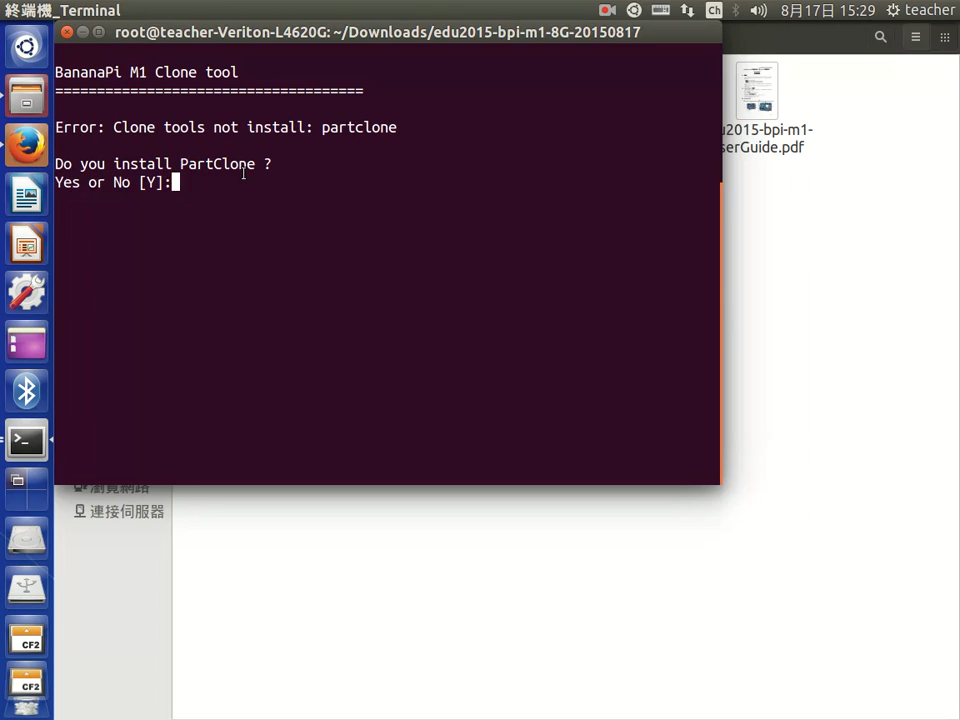 終端機_Terminal
Ch
8月17日 15:29
teacher
root@teacher-Veriton-L4620G: ~/Downloads/edu2015-bpi-m1-8G-20150817
BananaPi M1 Clone tool
=====================================
Error: Clone tools not install: partclone
Do you install PartClone ?
Yes or No [Y]:
du2015-bpi-m1-
serGuide.pdf
瀏覽網路
連接伺服器
CF2
CF2